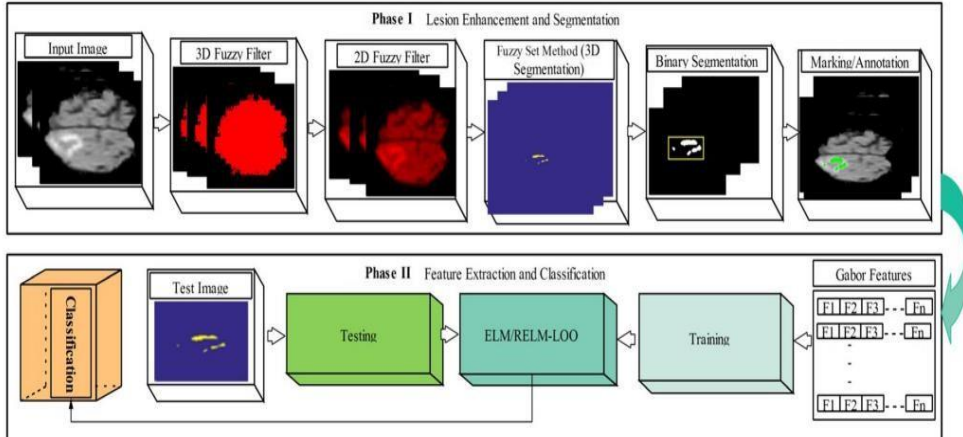 Phase I Lesion Enhancement and Segmentation
Input Image
3D Fuzzy Filter
2D Fuzzy Filter
Fuzzy Set Method (3D
Segmentation)
Binary Segmentation
Marking/Annotation
Phase II Feature Extraction and Classification
Classification
Test Image
Testing
ELM/RELM-LOO
Training
Gabor Features
F1 F2 F3 - - - Fn
F1 F2 F3 - - - Fn
F1 F2 F3 - - - Fn